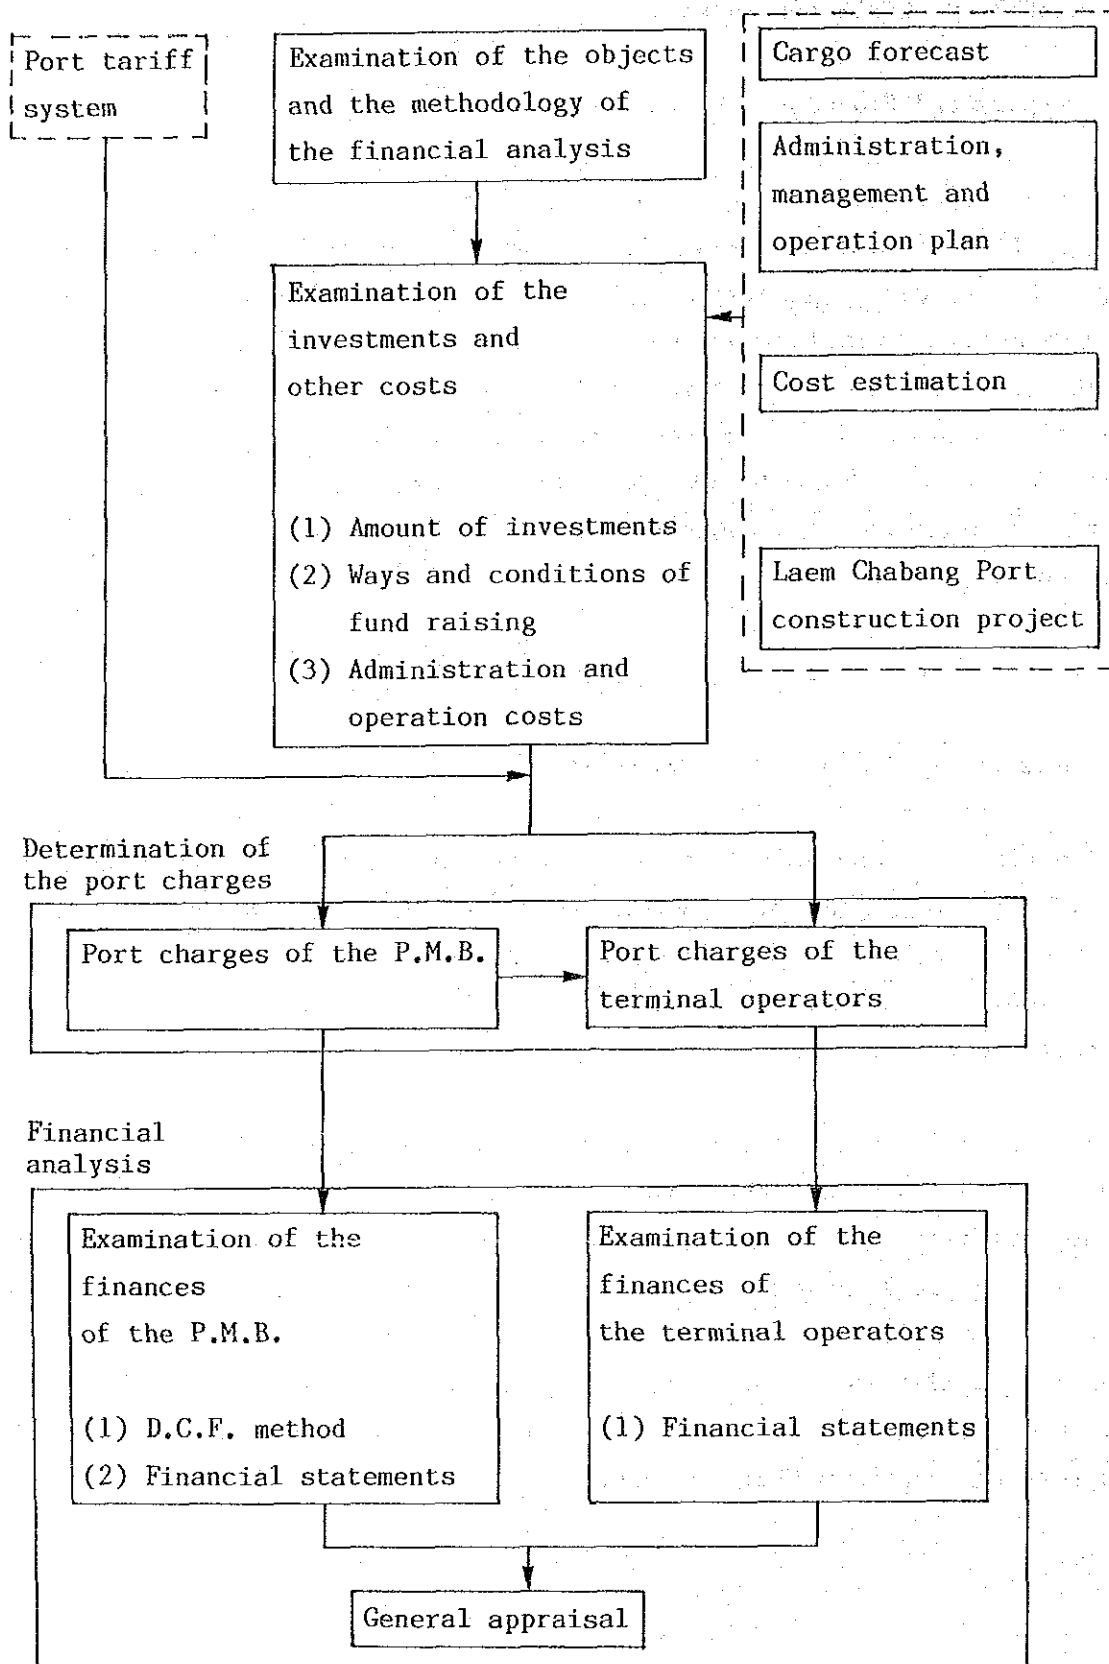 Port tariff
system
Examination of the objects
and the methodology of
the financial analysis
Cargo forecast
Administration,
management and
operation plan
Cost estimation
Laem Chabang Port
construction project
Examination of the
investments and
other costs
(1) Amount of investments
(2) Ways and conditions of
fund raising
(3) Administration and
operation costs
Determination of
the port charges
Port charges of the P.M.B.
Port charges of the
terminal operators
Financial
analysis
Examination of the
finances
of the P.M.B.
(1) D.C.F. method
(2) Financial statements
Examination of the
finances of
the terminal operators
(1) Financial statements
General appraisal